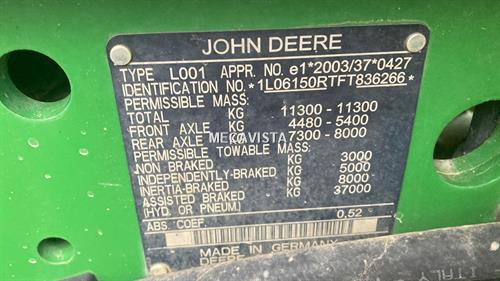 JOHN DEERE
TYPE L001 APPR. NO. e1*2003/37*0427
IDENTIFICATION NO. *1L06150RTFT836266*
PERMISSIBLE MASS:
TOTAL KG 11300 - 11300
FRONT AXLE KG 4480 - 5400
REAR AXLE KG 7300 - 8000
MEGAVISTA
PERMISSIBLE TOWABLE MASS:
NON BRAKED KG 3000
INDEPENDENTLY-BRAKED KG 5000
INERTIA-BRAKED KG 8000
ASSISTED BRAKED KG 37000
(HYD. OR PNEUM.)
ABS. COEF. 0,52
MADE IN GERMANY
DEERE
ITALY